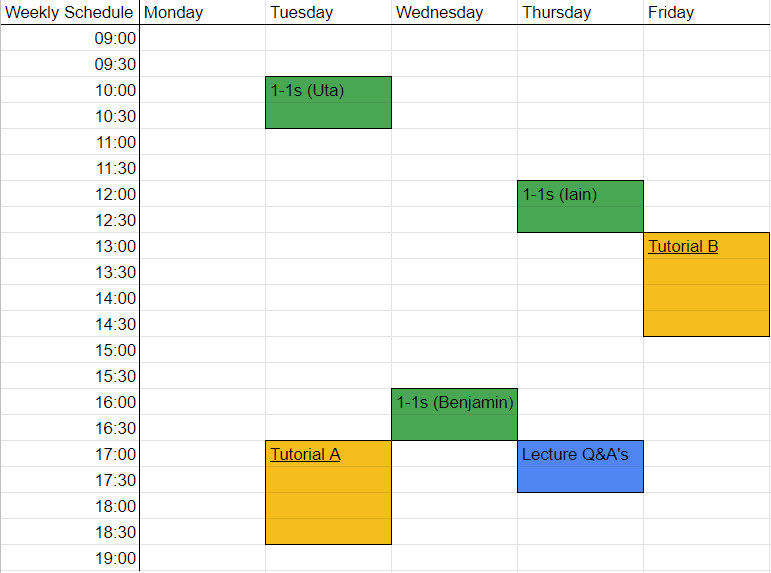 Weekly Schedule Monday Tuesday Wednesday Thursday Friday
09:00
09:30
10:00 1-1s (Uta)
10:30
11:00
11:30
12:00 1-1s (Iain)
12:30
13:00 Tutorial B
13:30
14:00
14:30
15:00
15:30
16:00 1-1s (Benjamin)
16:30
17:00 Tutorial A Lecture Q&A's
17:30
18:00
18:30
19:00